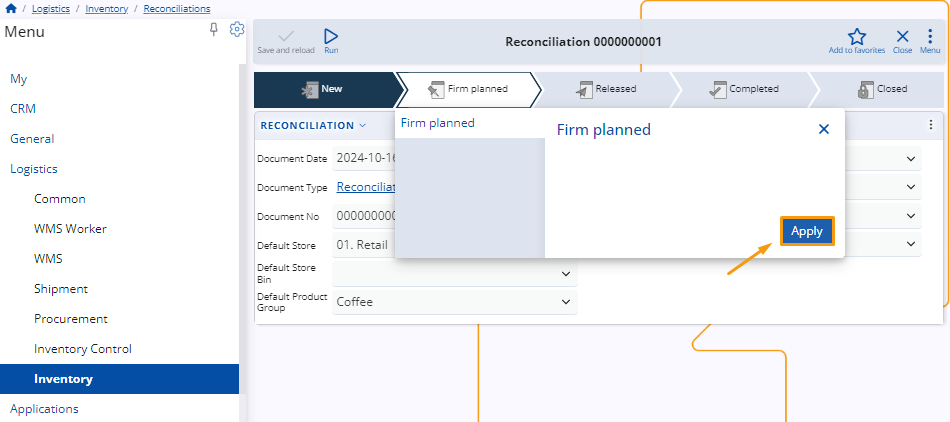 / Logistics / Inventory / Reconciliations
Menu
My
CRM
General
Logistics
Common
WMS Worker
WMS
Shipment
Procurement
Inventory Control
Inventory
Applications
Save and reload
Run
Reconciliation 0000000001
Add to favorites
Close
Menu
New
Firm planned
Released
Completed
Closed
RECONCILIATION
Document Date 2024-10-16
Document Type
Document No
Default Store 01. Retail
Default Store Bin
Default Product Group Coffee
Firm planned
Firm planned
Apply